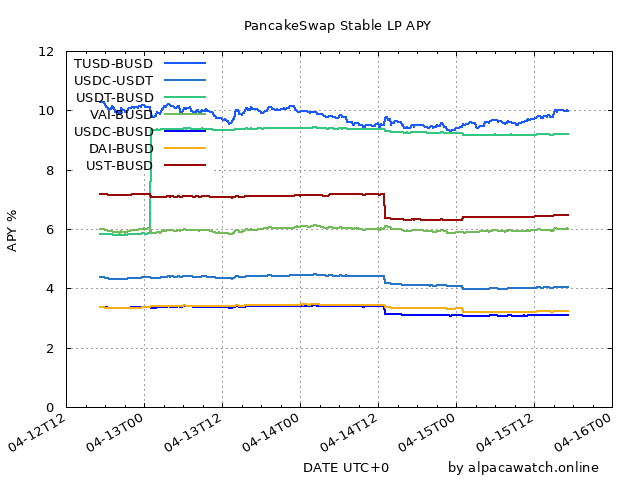 PancakeSwap Stable LP APY
12
10
8
6
4
2
0
APY %
TUSD-BUSD
USDC-USDT
USDT-BUSD
VAI-BUSD
USDC-BUSD
DAI-BUSD
UST-BUSD
04-12T12
04-13T00
04-13T12
04-14T00
04-14T12
04-15T00
04-15T12
04-16T00
DATE UTC+0
by alpacawatch.online